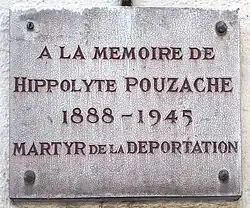 A LA MEMOIRE DE
HIPPOLYTE POUZACHE
1888-1945
MARTYR DE LA DEPORTATION